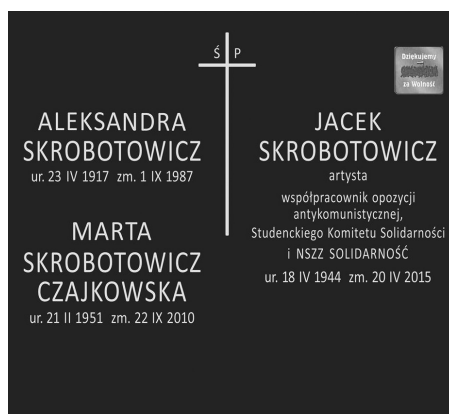 Ś P
Dziękujemy
za Wolność
ALEKSANDRA
SKROBOTOWICZ
ur. 23 IV 1917 zm. 1 IX 1987
MARTA
SKROBOTOWICZ
CZAJKOWSKA
ur. 21 II 1951 zm. 22 IX 2010
JACEK
SKROBOTOWICZ
artysta
współpracownik opozycji
antykomunistycznej,
Studenckiego Komitetu Solidarności
i NSZZ SOLIDARNOŚĆ
ur. 18 IV 1944 zm. 20 IV 2015